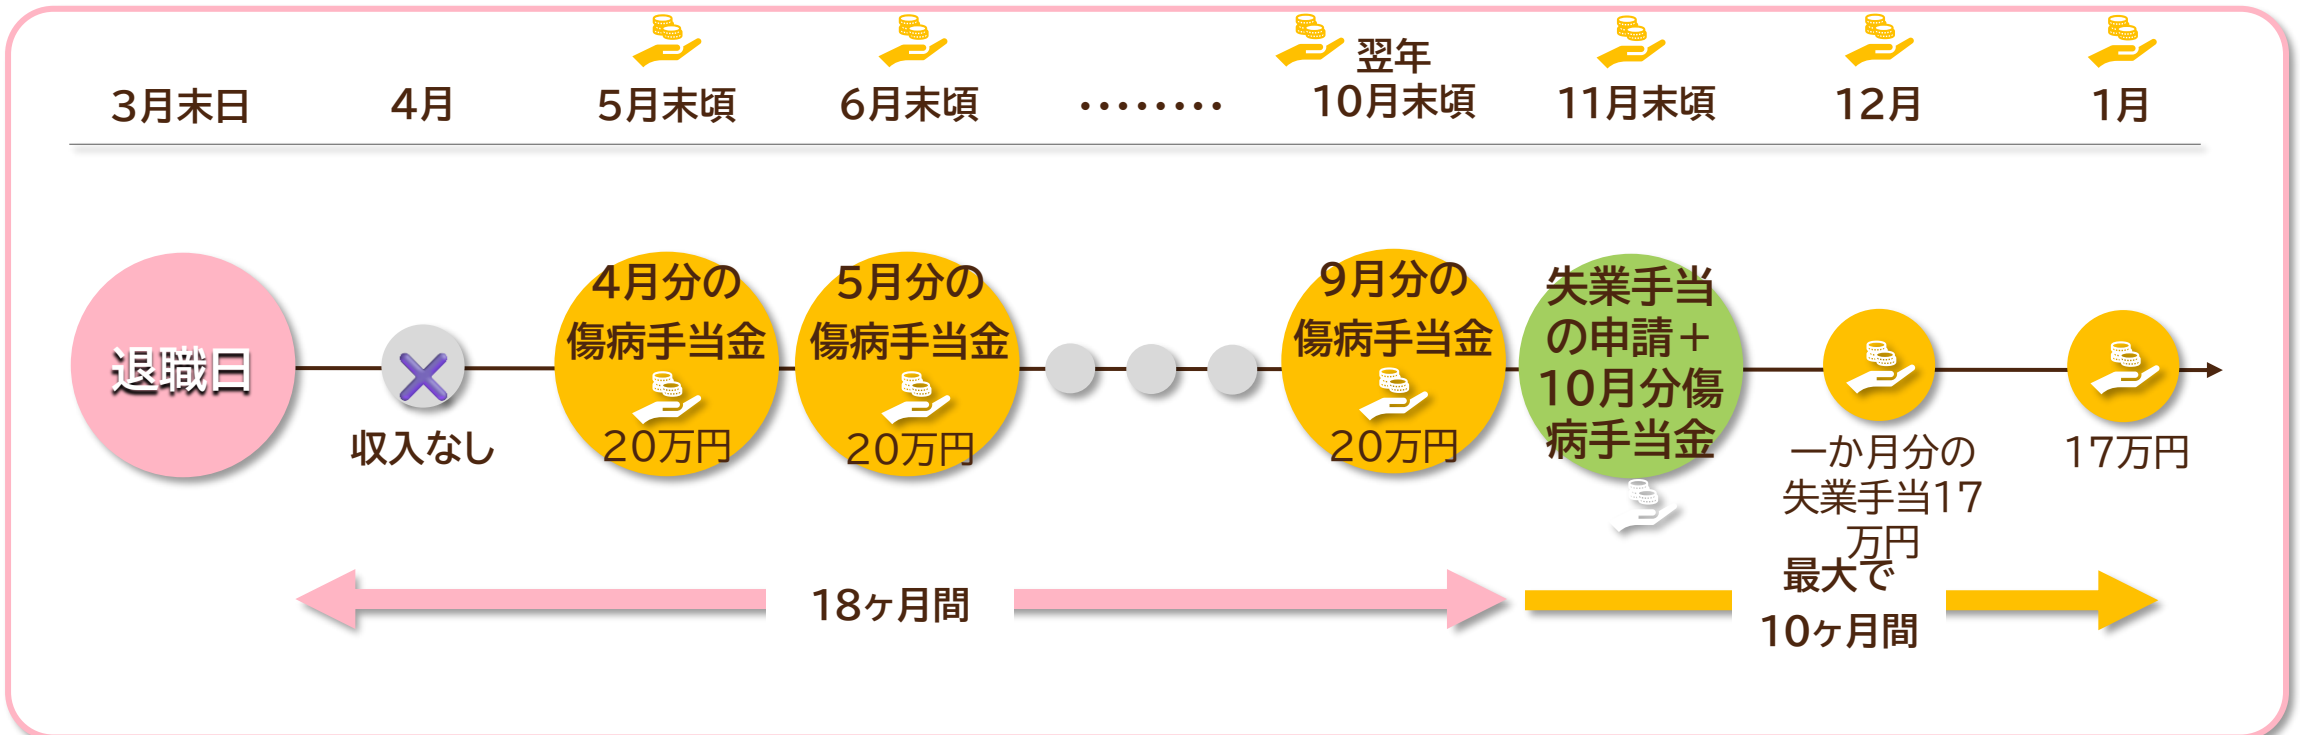 3月末日
4月
5月末頃
6月末頃
········
翌年
10月末頃
11月末頃
12月
1月
退職日
収入なし
4月分の
傷病手当金
20万円
5月分の
傷病手当金
20万円
9月分の
傷病手当金
20万円
失業手当
の申請＋
10月分傷
病手当金
一か月分の
失業手当17
万円
17万円
18ヶ月間
最大で
10ヶ月間